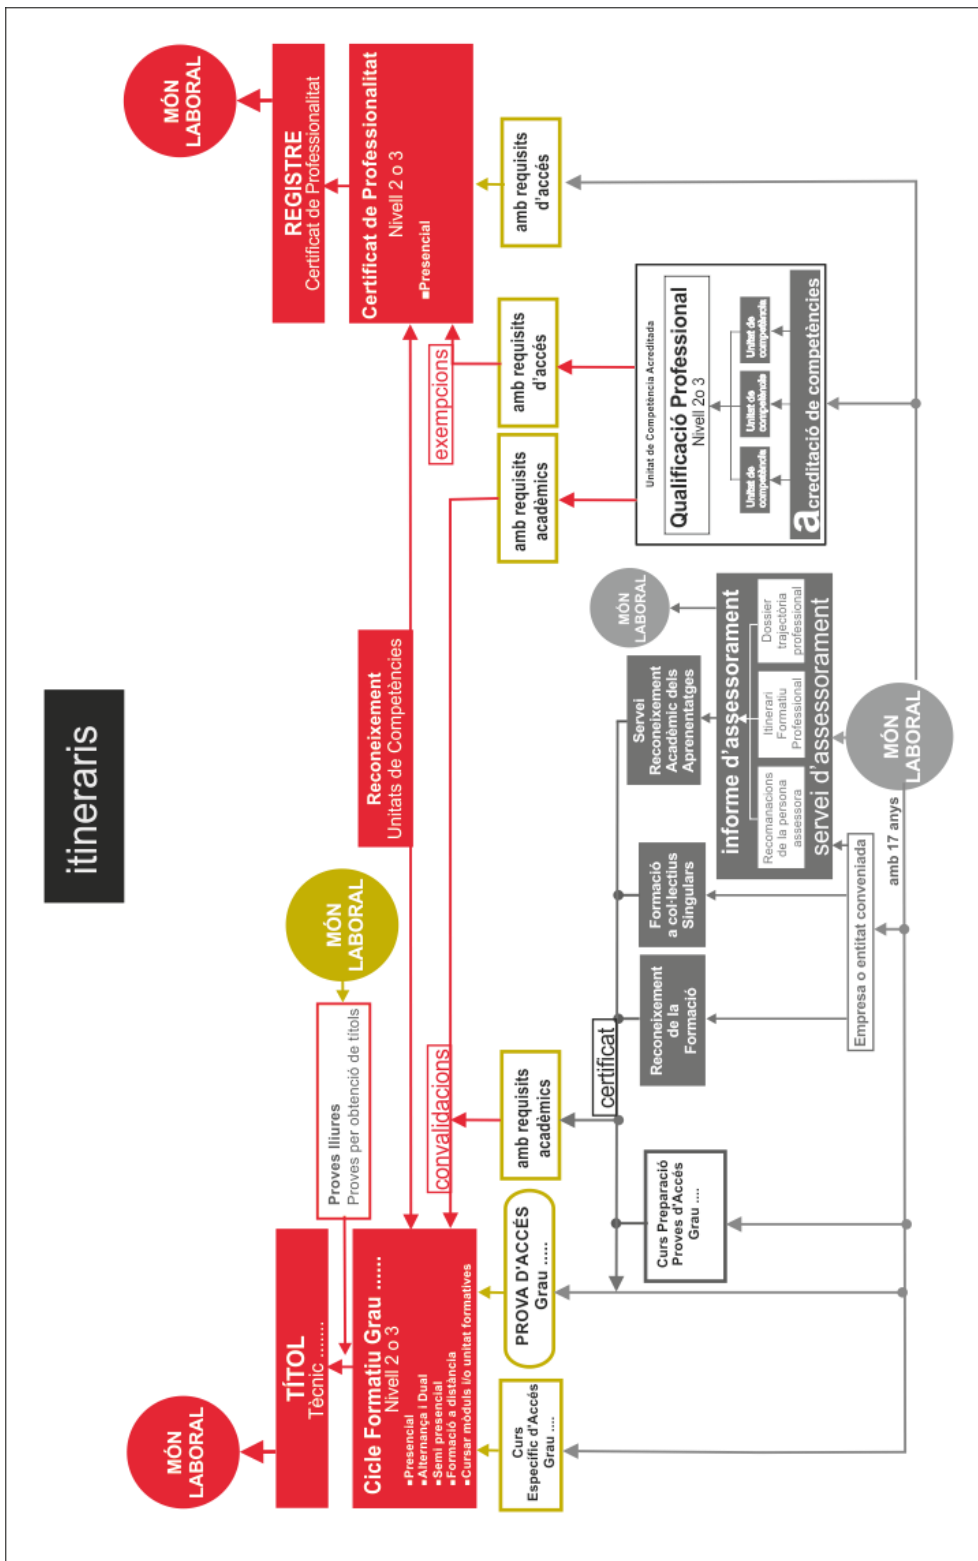 itineraris
MÓN
LABORAL
MÓN
LABORAL
TÍTOL
Tècnic ........
Proves lliures
Proves per obtenció de títols
MÓN
LABORAL
REGISTRE
Certificat de Professionalitat
Cicle Formatiu Grau ......
Nivell 2 o 3
■Presencial
■Alternança i Dual
■Semi presencial
■Formació a distància
■Cursar mòduls i/o unitat formatives
Reconeixement
Unitats de Competències
Certificat de Professionalitat
Nivell 2 o 3
■Presencial
convalidacions
exempcions
Curs
Específic d'Accés
Grau ....
PROVA D'ACCÉS
Grau .....
amb requisits
acadèmics
amb requisits
acadèmics
amb requisits
d'accés
amb requisits
d'accés
certificat
Curs Preparació
Proves d'Accés
Grau ....
Reconeixement
de la
Formació
Formació
a col·lectius
Singulars
Servei
Reconeixement
Acadèmic dels
Aprenentatges
MÓN
LABORAL
informe d'assessorament
Recomanacions
de la persona
assessora
Itinerari
Formatiu
Professional
Dossier
trajectòria
professional
servei d'assessorament
Unitat de Competència Acreditada
Qualificació Professional
Nivell 2o 3
Unitat de
competència
Unitat de
competència
Unitat de
competència
acreditació de competències
Empresa o entitat conveniada
amb 17 anys
MÓN
LABORAL